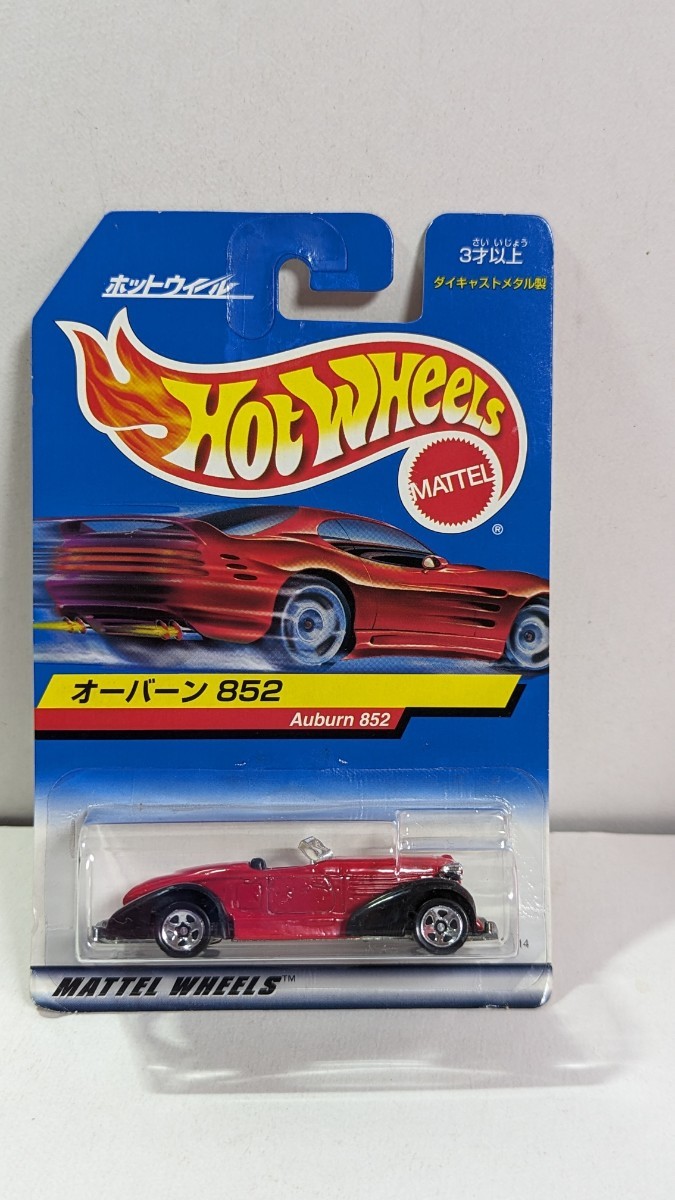 ホットウィール
さい いじょう
3才以上
ダイキャストメタル製
HOT WHEELS
MATTEL
®
オーバーン 852
Auburn 852
14
MATTEL WHEELS™